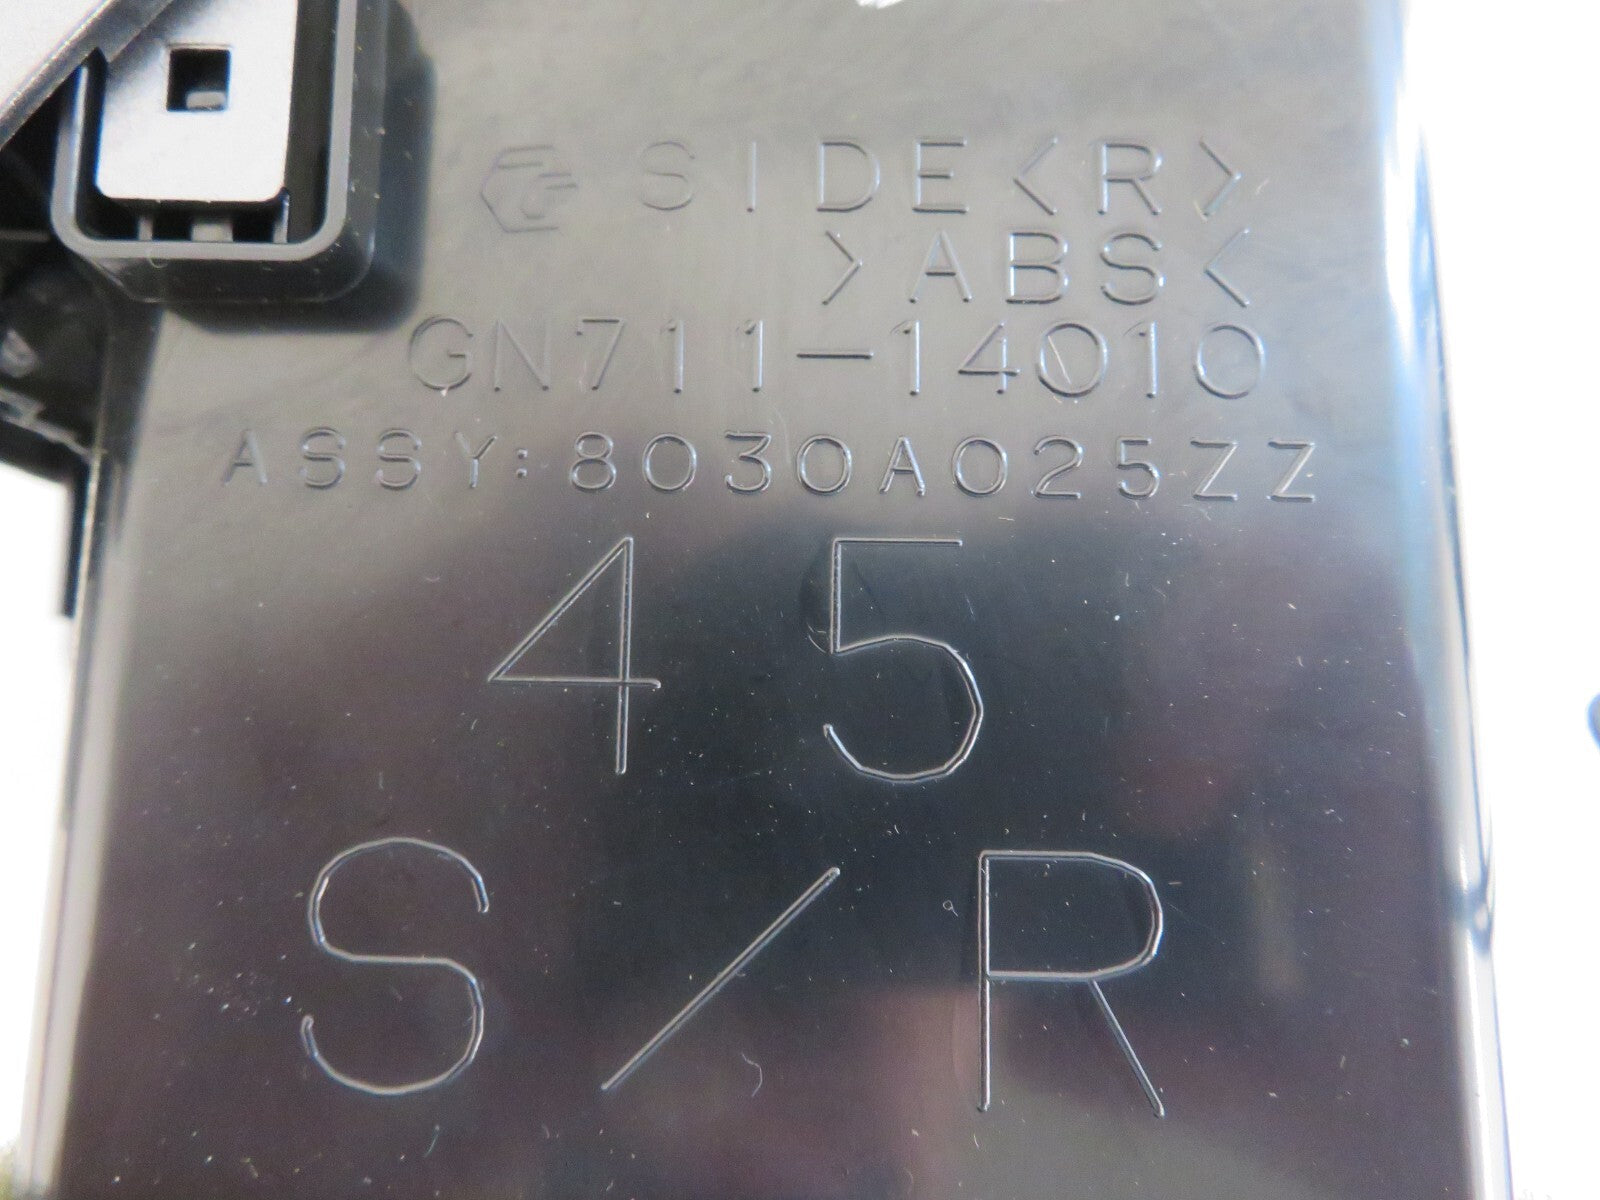 SIDE<R>
>ABS<
GN711-14010
ASSY:8030A025ZZ
45
S/R